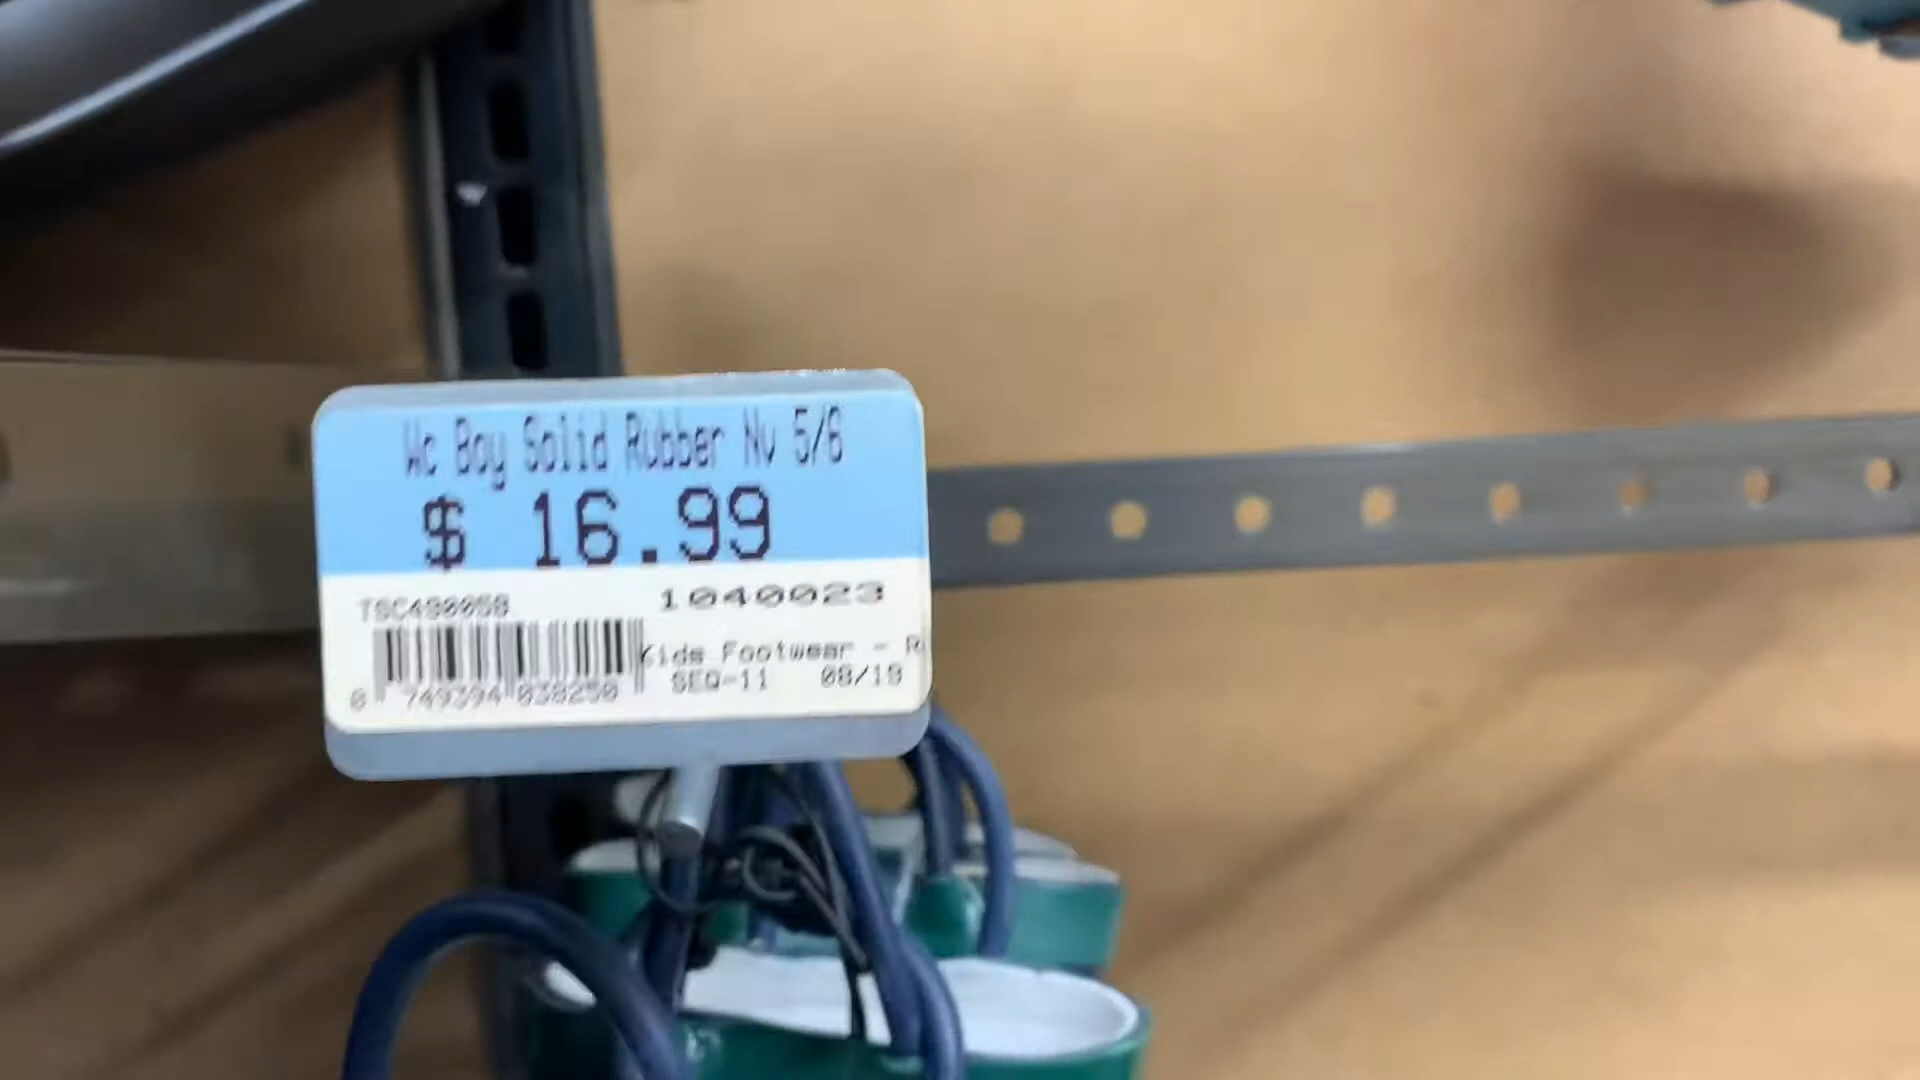 Wc Boy Solid Rubber Nv 5/6
$ 16.99
TSC490058 1040023
Kids Footwear - R
SEQ-11 08/19
0 749394 038250